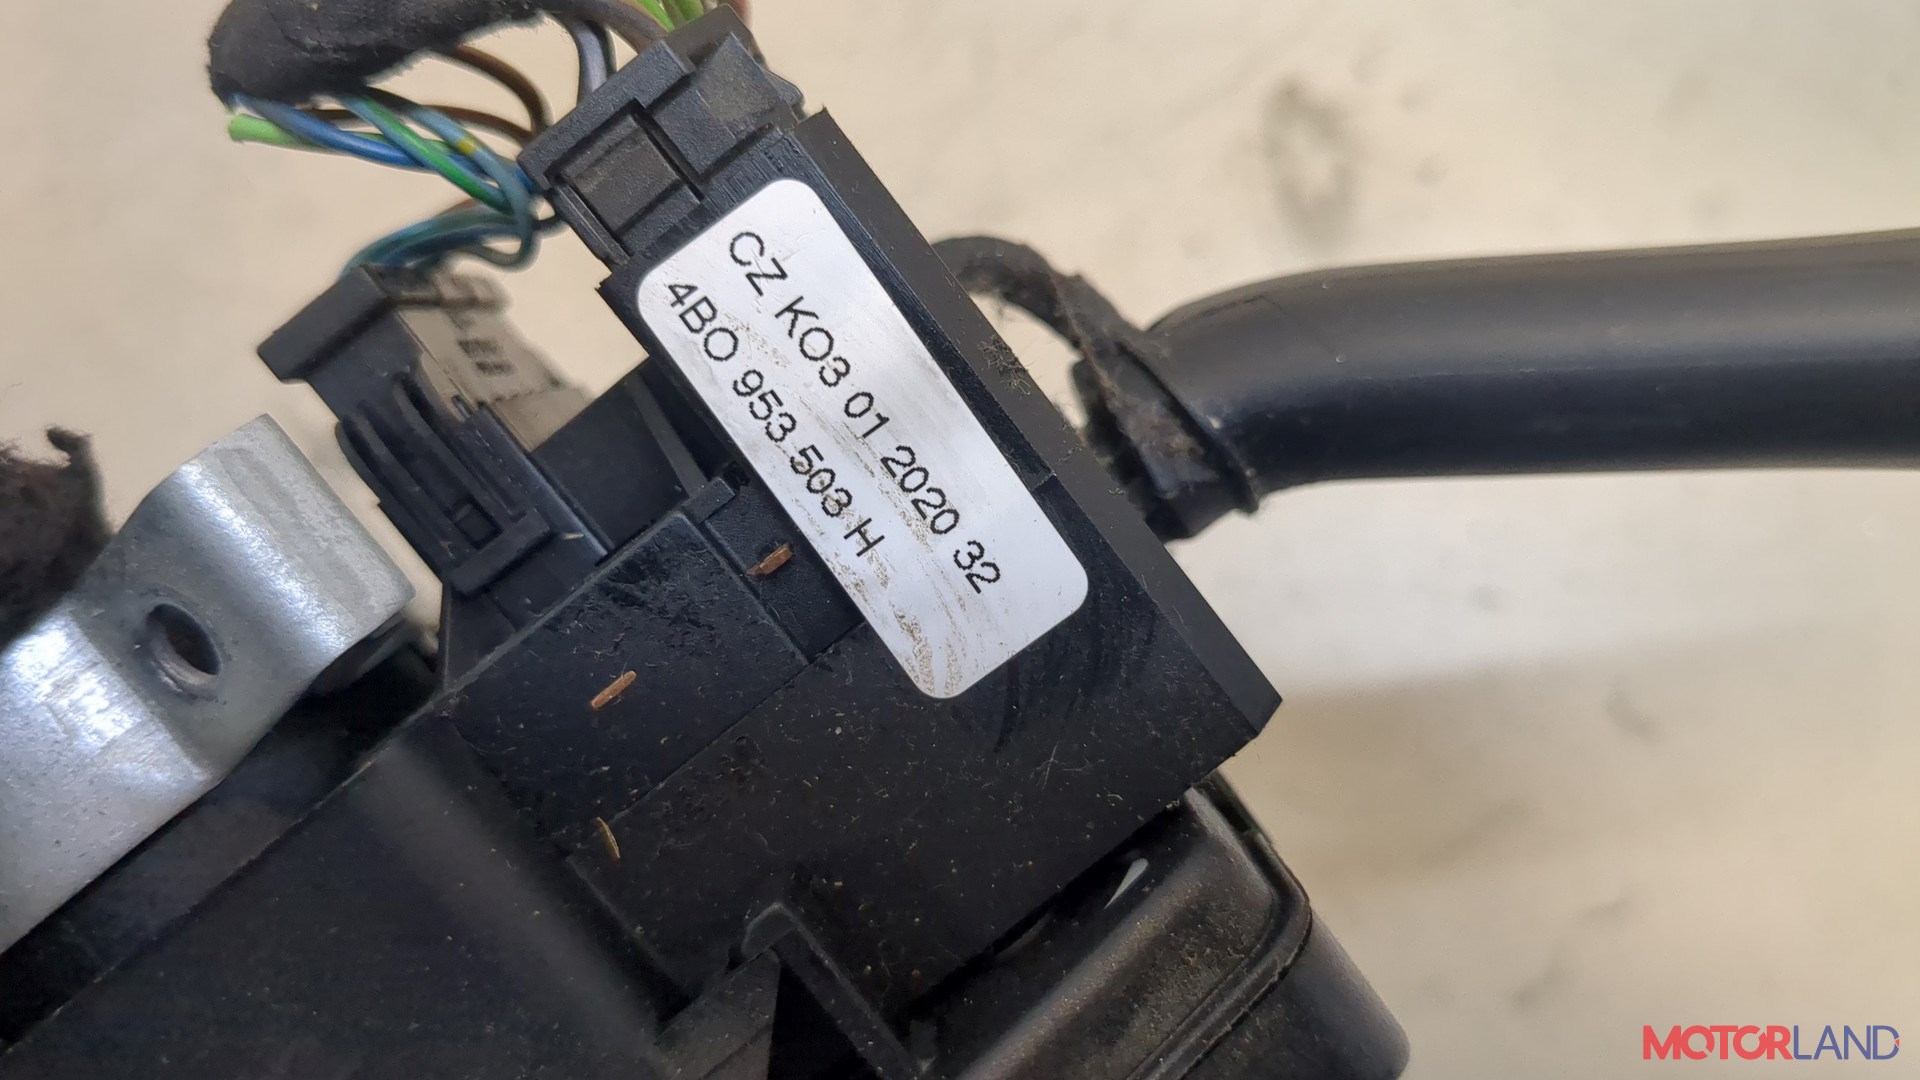 CZ KO3 01 2020 32
4BO 953 503 H
MOTORLAND